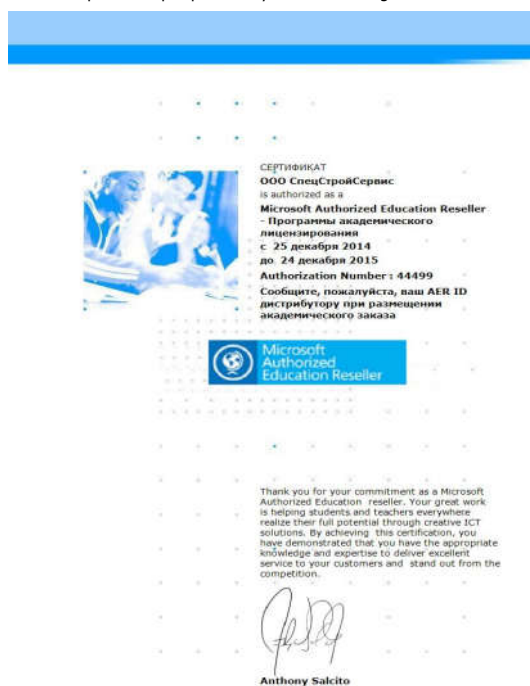 СЕРТИФИКАТ
ООО СпецСтройСервис
is authorized as a
Microsoft Authorized Education Reseller
- Программы академического
лицензирования
с 25 декабря 2014
до 24 декабря 2015
Authorization Number : 44499
Сообщите, пожалуйста, ваш AER ID
дистрибутору при размещении
академического заказа
Microsoft
Authorized
Education Reseller
Thank you for your commitment as a Microsoft
Authorized Education reseller. Your great work
is helping students and teachers everywhere
realize their full potential through creative ICT
solutions. By achieving this certification, you
have demonstrated that you have the appropriate
knowledge and expertise to deliver excellent
service to your customers and stand out from the
competition.
Anthony Salcito